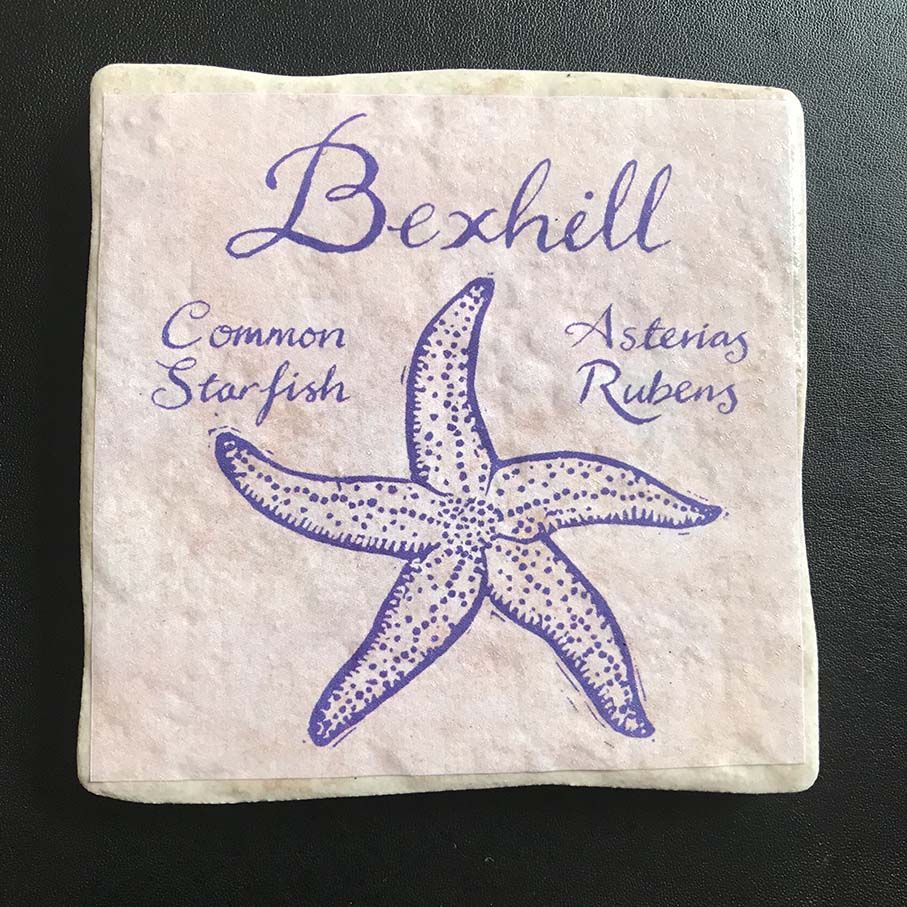 Bexhill
Common
Starfish
Asterias
Rubens